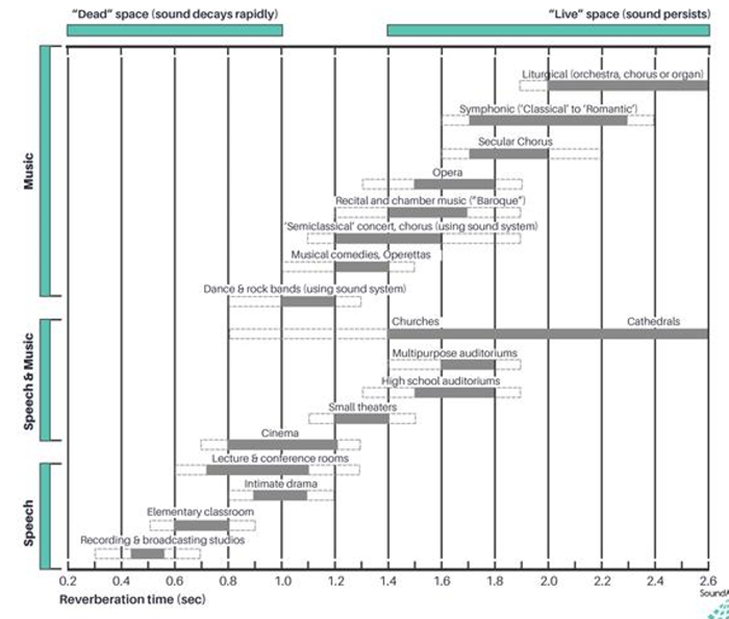 “Dead” space (sound decays rapidly)
“Live” space (sound persists)
Music
Liturgical (orchestra, chorus or organ)
Symphonic (‘Classical’ to ‘Romantic’)
Secular Chorus
Opera
Recital and chamber music (“Baroque”)
‘Semiclassical’ concert, chorus (using sound system)
Musical comedies, Operettas
Dance & rock bands (using sound system)
Speech & Music
Churches
Cathedrals
Multipurpose auditoriums
High school auditoriums
Small theaters
Cinema
Speech
Lecture & conference rooms
Intimate drama
Elementary classroom
Recording & broadcasting studios
0.2 0.4 0.6 0.8 1.0 1.2 1.4 1.6 1.8 2.0 2.2 2.4 2.6
Reverberation time (sec)